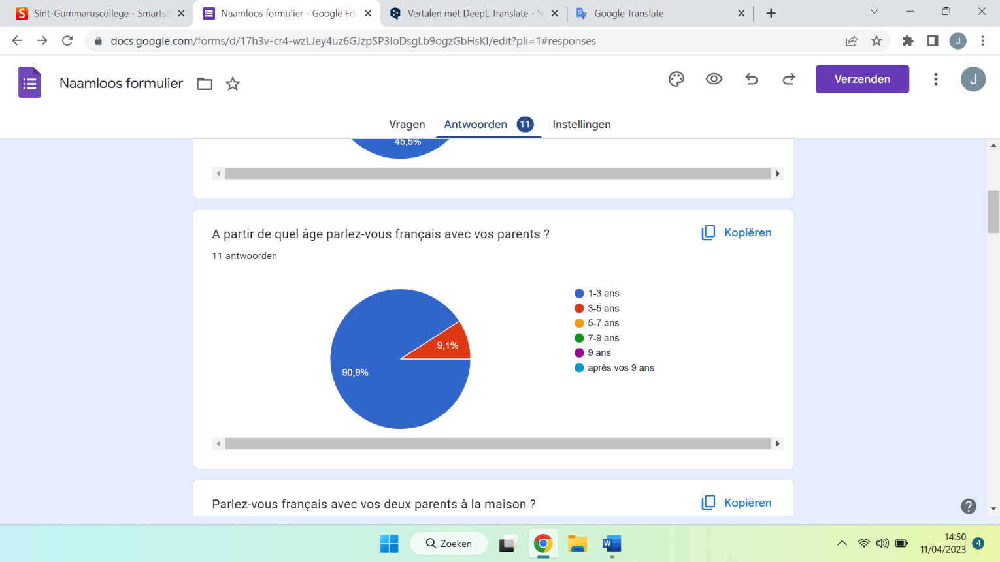 Sint-Gummaruscollege - Smartsc
Naamloos formulier - Google Fo
Vertalen met DeepL Translate - 's
Google Translate
docs.google.com/forms/d/17h3v-cr4-wzLJey4uz6GJzpSP3IoDsgLb9ogzGbHsKI/edit?pli=1#responses
J
Naamloos formulier
Verzenden
J
Vragen
Antwoorden 11
Instellingen
45,5%
A partir de quel âge parlez-vous français avec vos parents ?
Kopiëren
11 antwoorden
1-3 ans
3-5 ans
5-7 ans
7-9 ans
9 ans
après vos 9 ans
9,1%
90,9%
Parlez-vous français avec vos deux parents à la maison ?
Kopiëren
Zoeken
14:50
11/04/2023
4